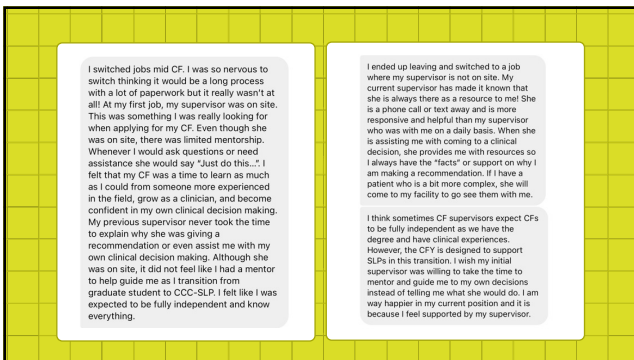 I switched jobs mid CF. I was so nervous to
switch thinking it would be a long process
with a lot of paperwork but it really wasn't at
all! At my first job, my supervisor was on site.
This was something I was really looking for
when applying for my CF. Even though she
was on site, there was limited mentorship.
Whenever I would ask questions or need
assistance she would say "Just do this...". I
felt that my CF was a time to learn as much
as I could from someone more experienced
in the field, grow as a clinician, and become
confident in my own clinical decision making.
My previous supervisor never took the time
to explain why she was giving a
recommendation or even assist me with my
own clinical decision making. Although she
was on site, it did not feel like I had a mentor
to help guide me as I transition from
graduate student to CCC-SLP. I felt like I was
expected to be fully independent and know
everything.
I ended up leaving and switched to a job
where my supervisor is not on site. My
current supervisor has made it known that
she is always there as a resource to me! She
is a phone call or text away and is more
responsive and helpful than my supervisor
who was with me on a daily basis. When she
is assisting me with coming to a clinical
decision, she provides me with resources so
I always have the "facts" or support on why I
am making a recommendation. If I have a
patient who is a bit more complex, she will
come to my facility to go see them with me.
I think sometimes CF supervisors expect CFs
to be fully independent as we have the
degree and have clinical experiences.
However, the CFY is designed to support
SLPs in this transition. I wish my initial
supervisor was willing to take the time to
mentor and guide me to my own decisions
instead of telling me what she would do. I am
way happier in my current position and it is
because I feel supported by my supervisor.